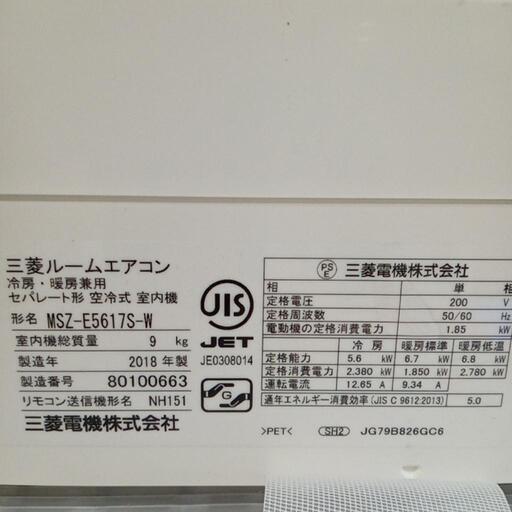 三菱ルームエアコン
冷房・暖房兼用
セパレート形 空冷式 室内機
形名 MSZ-E5617S-W
室内機総質量 9 kg
製造年 2018 年製
製造番号 80100663
リモコン送信機形名 NH151
三菱電機株式会社
JIS
JET
JE0308014
G
PS E 三菱電機株式会社
相 単 相
定格電圧 200 V
定格周波数 50/60 Hz
電動機の定格消費電力 1.85 kW
冷房 暖房標準 暖房低温
定格能力 5.6 kW 6.7 kW 6.8 kW
定格消費電力 2.380 kW 1.850 kW 2.780 kW
運転電流 12.65 A 9.34 A
通年エネルギー消費効率 (JIS C 9612:2013) 5.0
>PET< SH2 JG79B826GC6